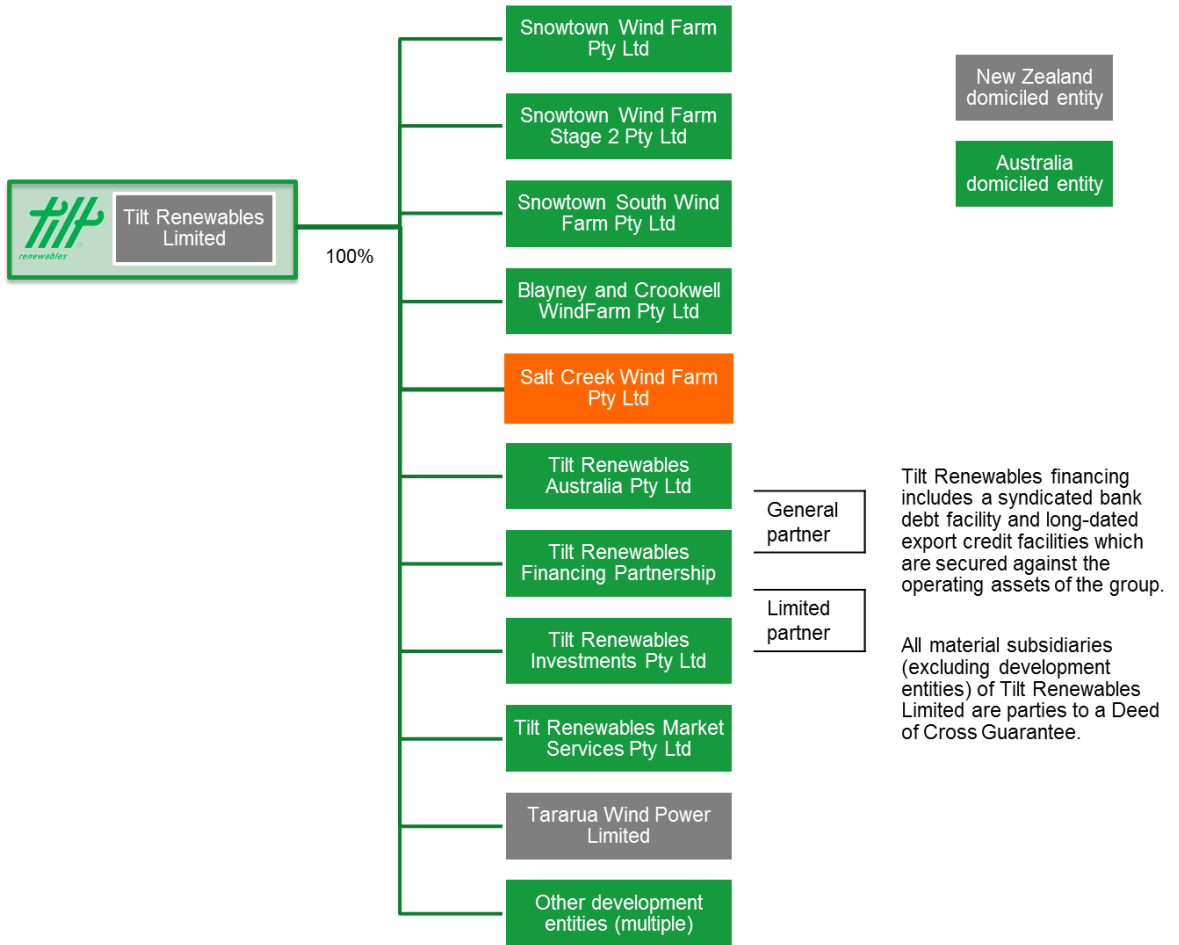 Snowtown Wind Farm
Pty Ltd
New Zealand
domiciled entity
Snowtown Wind Farm
Stage 2 Pty Ltd
Australia
domiciled entity
tilt
renewables
Tilt Renewables
Limited
100%
Snowtown South Wind
Farm Pty Ltd
Blayney and Crookwell
WindFarm Pty Ltd
Salt Creek Wind Farm
Pty Ltd
Tilt Renewables
Australia Pty Ltd
General
partner
Tilt Renewables
Financing Partnership
Limited
partner
Tilt Renewables
Investments Pty Ltd
Tilt Renewables Market
Services Pty Ltd
Tararua Wind Power
Limited
Other development
entities (multiple)
Tilt Renewables financing
includes a syndicated bank
debt facility and long-dated
export credit facilities which
are secured against the
operating assets of the group.
All material subsidiaries
(excluding development
entities) of Tilt Renewables
Limited are parties to a Deed
of Cross Guarantee.